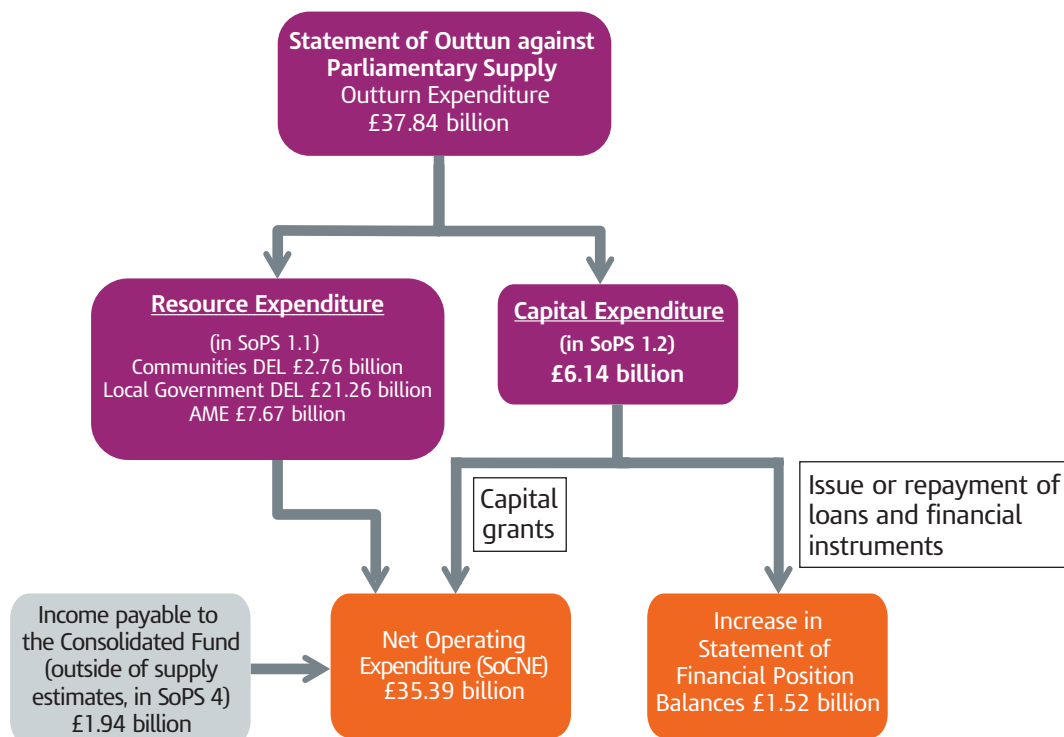 Statement of Outtun against
Parliamentary Supply
Outturn Expenditure
£37.84 billion
Resource Expenditure
(in SoPS 1.1)
Communities DEL £2.76 billion
Local Government DEL £21.26 billion
AME £7.67 billion
Capital Expenditure
(in SoPS 1.2)
£6.14 billion
Capital
grants
Issue or repayment of
loans and financial
instruments
Income payable to
the Consolidated Fund
(outside of supply
estimates, in SoPS 4)
£1.94 billion
Net Operating
Expenditure (SoCNE)
£35.39 billion
Increase in
Statement of
Financial Position
Balances £1.52 billion